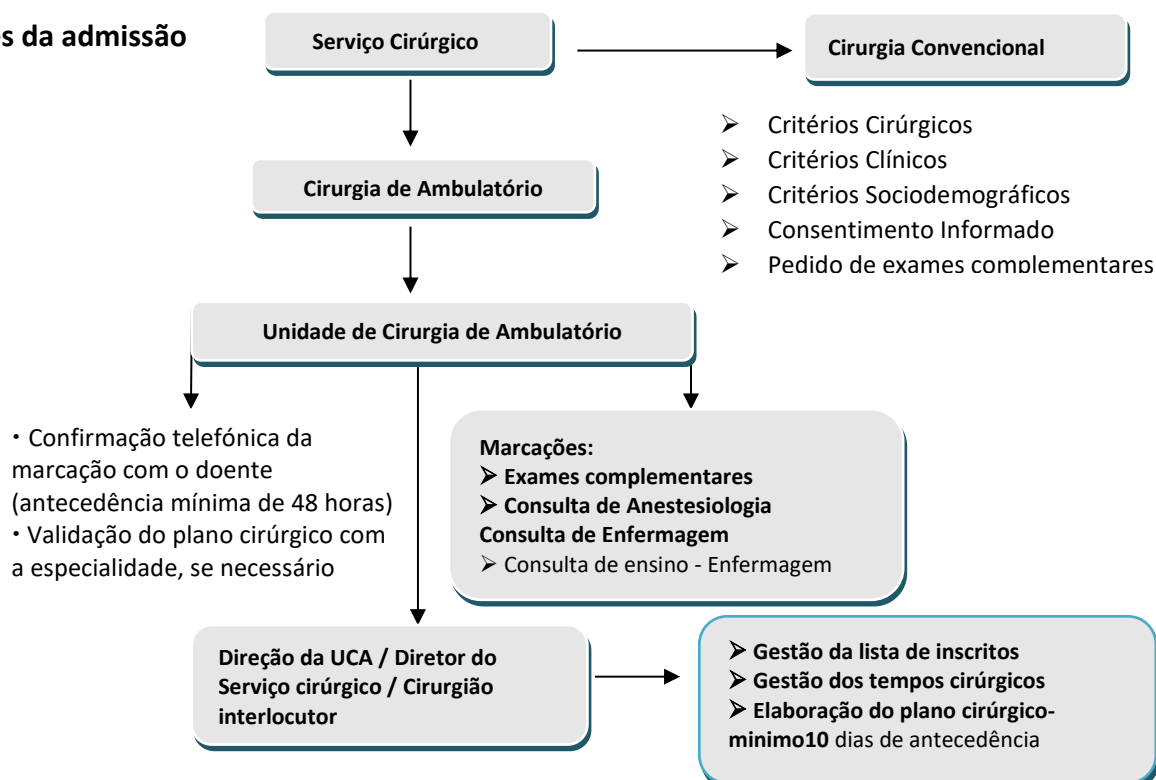 s da admissão
Serviço Cirúrgico
Cirurgia Convencional
➢ Critérios Cirúrgicos
➢ Critérios Clínicos
➢ Critérios Sociodemográficos
➢ Consentimento Informado
➢ Pedido de exames complementares
Cirurgia de Ambulatório
Unidade de Cirurgia de Ambulatório
• Confirmação telefónica da
marcação com o doente
(antecedência mínima de 48 horas)
• Validação do plano cirúrgico com
a especialidade, se necessário
Marcações:
➢ Exames complementares
➢ Consulta de Anestesiologia
Consulta de Enfermagem
➢ Consulta de ensino - Enfermagem
Direção da UCA / Diretor do
Serviço cirúrgico / Cirurgião
interlocutor
➢ Gestão da lista de inscritos
➢ Gestão dos tempos cirúrgicos
➢ Elaboração do plano cirúrgico-
minimo10 dias de antecedência